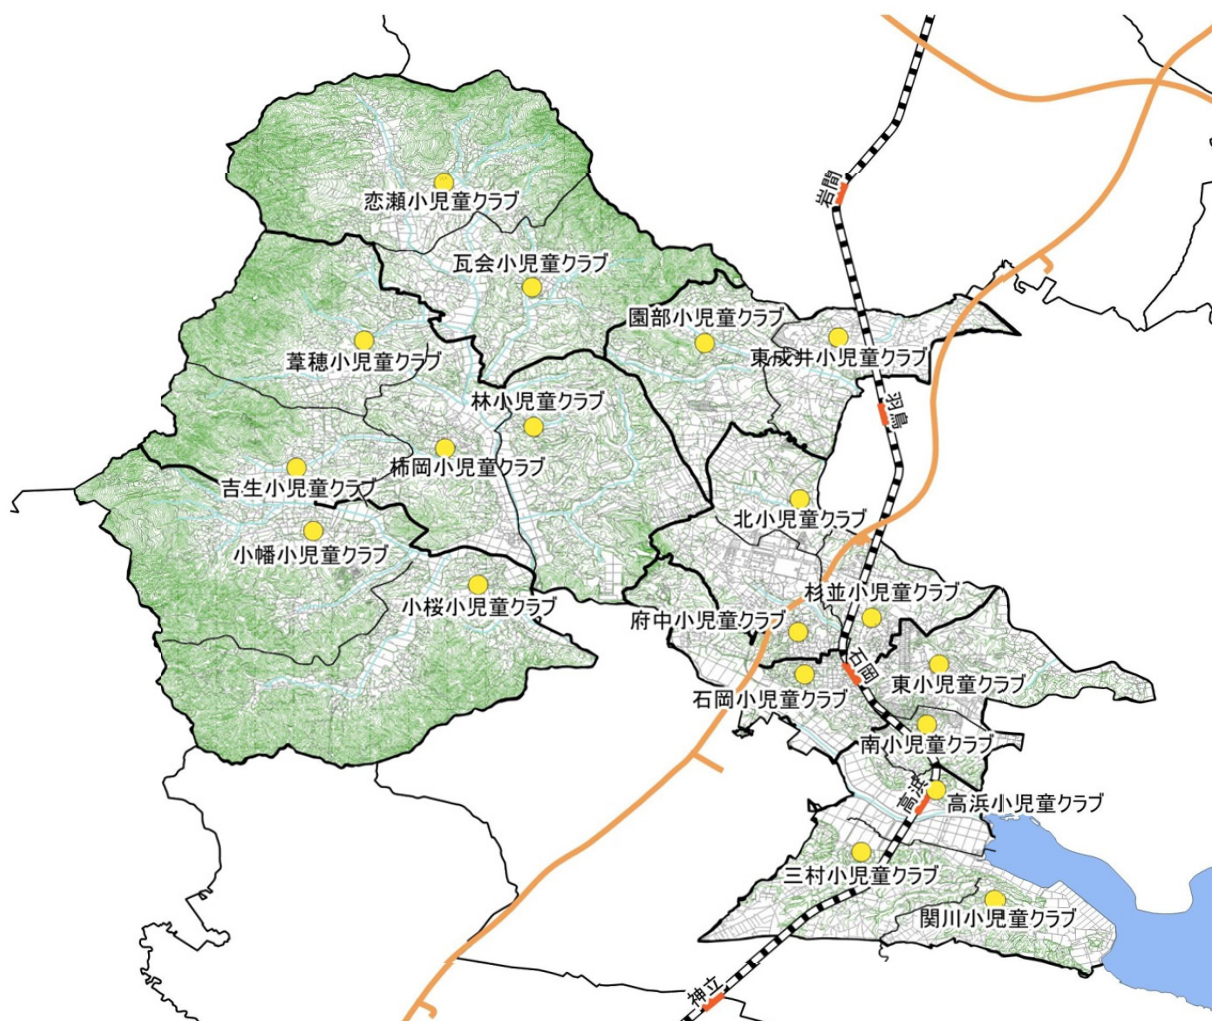 岩間
恋瀬小児童クラブ
瓦会小児童クラブ
園部小児童クラブ
東成井小児童クラブ
葦穂小児童クラブ
羽鳥
林小児童クラブ
柿岡小児童クラブ
吉生小児童クラブ
北小児童クラブ
小幡小児童クラブ
小桜小児童クラブ
杉並小児童クラブ
府中小児童クラブ
石岡
東小児童クラブ
石岡小児童クラブ
南小児童クラブ
高浜
高浜小児童クラブ
三村小児童クラブ
関川小児童クラブ
神立